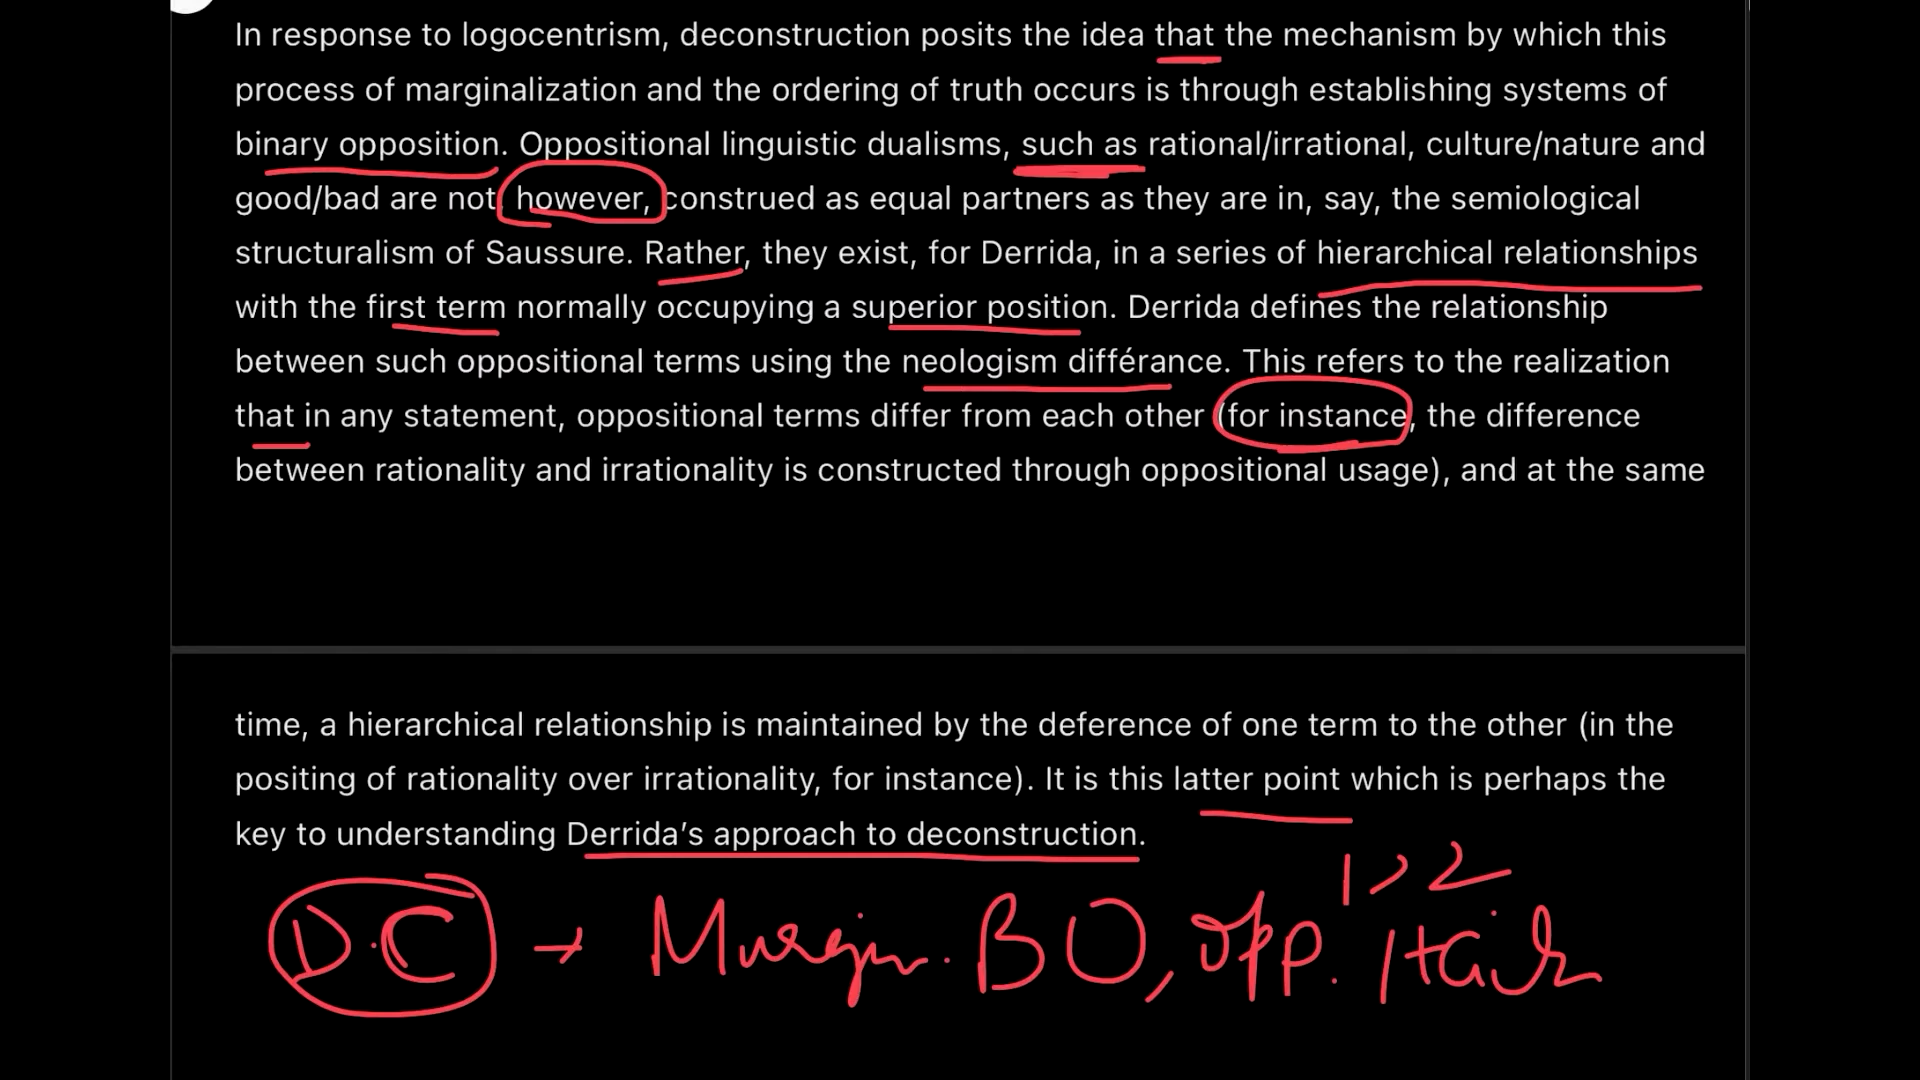 In response to logocentrism, deconstruction posits the idea that the mechanism by which this
process of marginalization and the ordering of truth occurs is through establishing systems of
binary opposition. Oppositional linguistic dualisms, such as rational/irrational, culture/nature and
good/bad are not, however, construed as equal partners as they are in, say, the semiological
structuralism of Saussure. Rather, they exist, for Derrida, in a series of hierarchical relationships
with the first term normally occupying a superior position. Derrida defines the relationship
between such oppositional terms using the neologism différance. This refers to the realization
that in any statement, oppositional terms differ from each other (for instance, the difference
between rationality and irrationality is constructed through oppositional usage), and at the same
time, a hierarchical relationship is maintained by the deference of one term to the other (in the
positing of rationality over irrationality, for instance). It is this latter point which is perhaps the
key to understanding Derrida's approach to deconstruction.
1 > 2
D.C → Margin. BO, opp.